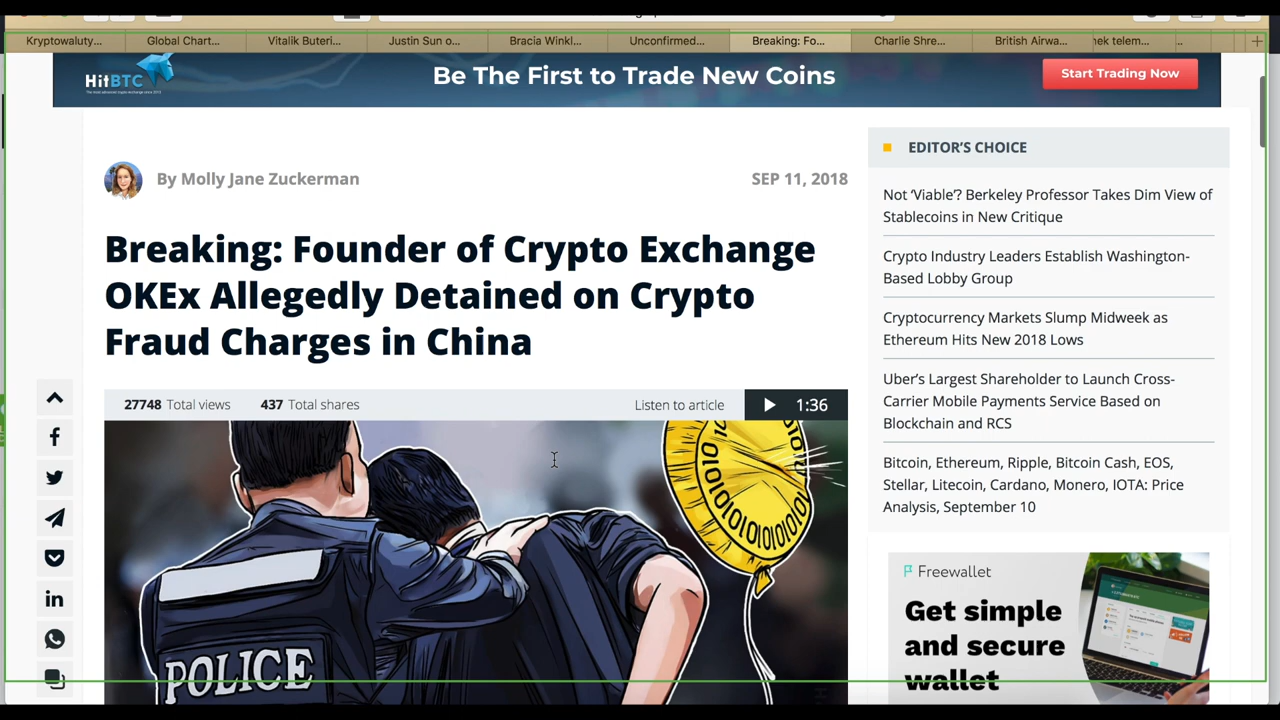 Kryptowaluty...
Global Chart...
Vitalik Buteri...
Justin Sun o...
Bracia Winkl...
Unconfirmed...
Breaking: Fo...
Charlie Shre...
British Airwa...
nek telem...
HitBTC
Be The First to Trade New Coins
Start Trading Now
By Molly Jane Zuckerman
SEP 11, 2018
Breaking: Founder of Crypto Exchange
OKEx Allegedly Detained on Crypto
Fraud Charges in China
27748 Total views
437 Total shares
Listen to article
1:36
POLICE
EDITOR'S CHOICE
Not 'Viable'? Berkeley Professor Takes Dim View of
Stablecoins in New Critique
Crypto Industry Leaders Establish Washington-
Based Lobby Group
Cryptocurrency Markets Slump Midweek as
Ethereum Hits New 2018 Lows
Uber's Largest Shareholder to Launch Cross-
Carrier Mobile Payments Service Based on
Blockchain and RCS
Bitcoin, Ethereum, Ripple, Bitcoin Cash, EOS,
Stellar, Litecoin, Cardano, Monero, IOTA: Price
Analysis, September 10
Freewallet
Get simple
and secure
wallet